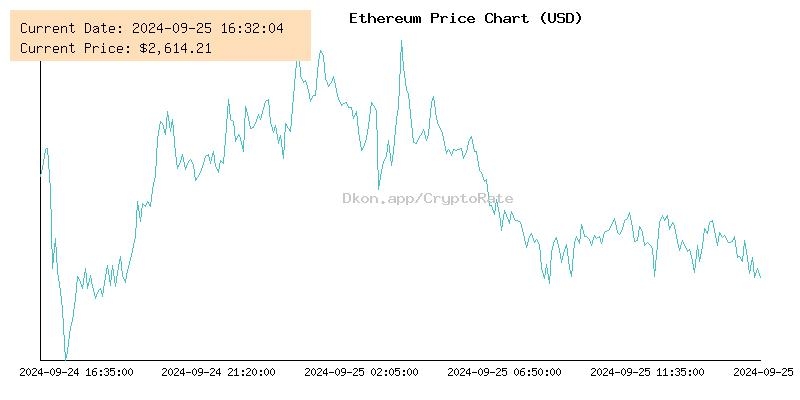 Ethereum Price Chart (USD)
Current Date: 2024-09-25 16:32:04
Current Price: $2,614.21
Dkon.app/CryptoRate
2024-09-24 16:35:00
2024-09-24 21:20:00
2024-09-25 02:05:00
2024-09-25 06:50:00
2024-09-25 11:35:00
2024-09-25